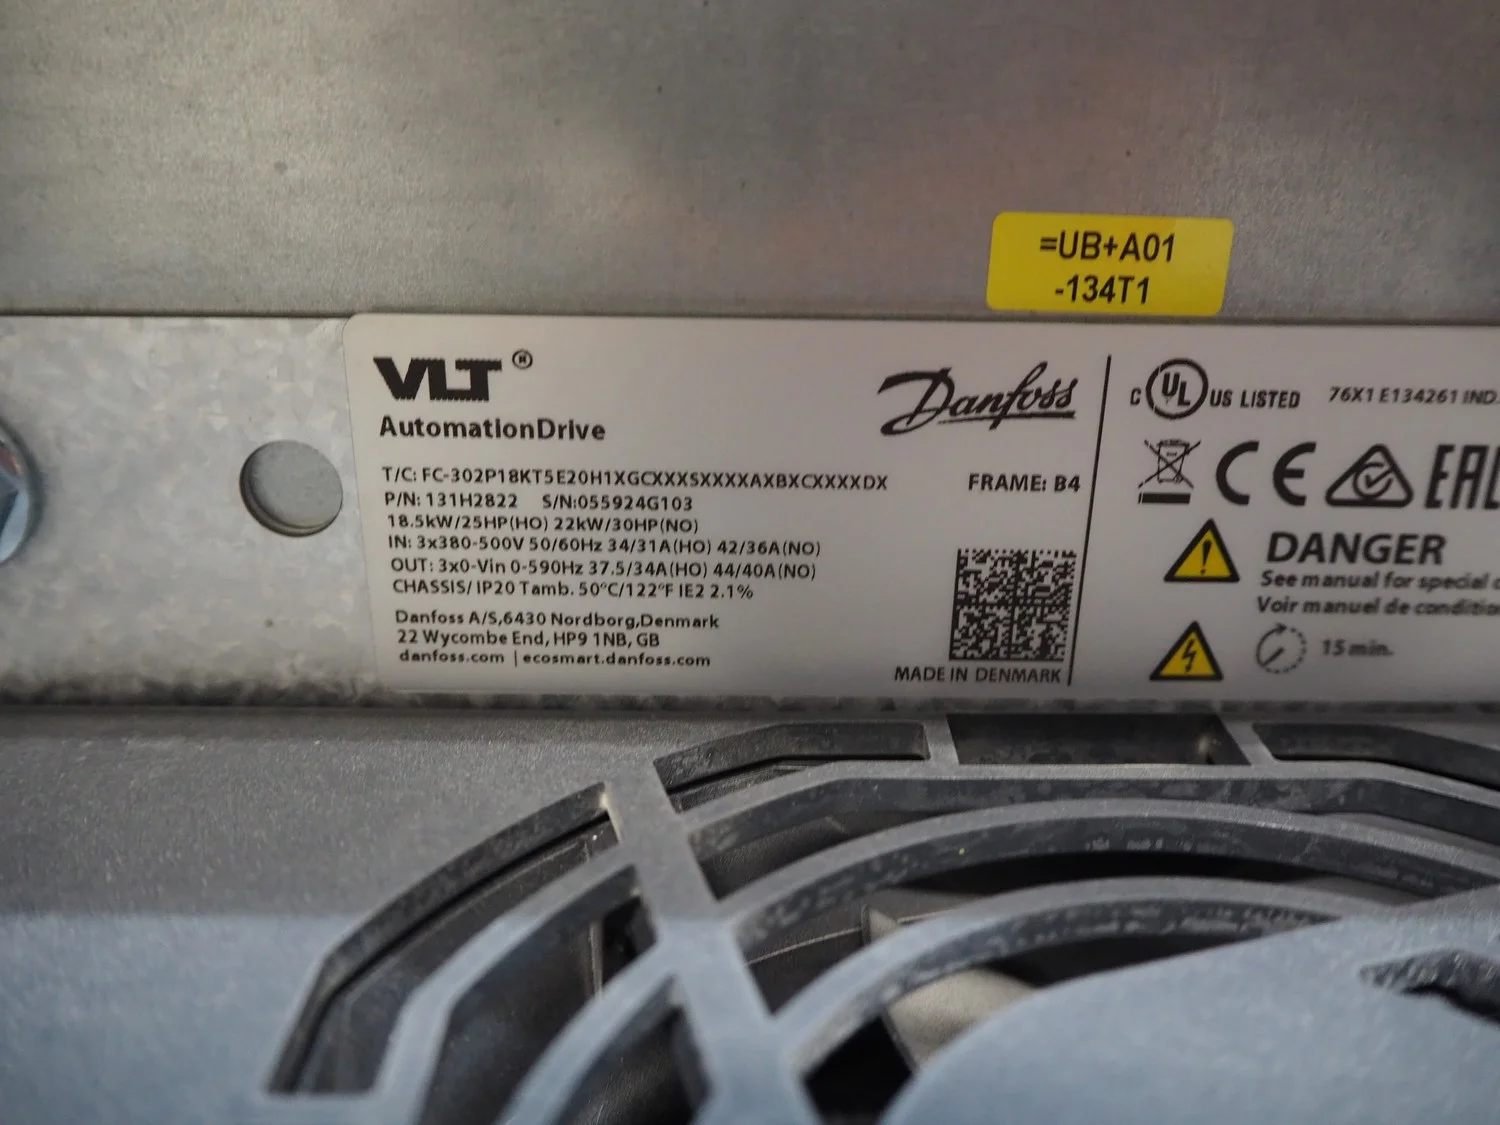 =UB+A01
-134T1
VLT®
AutomationDrive
Danfoss
T/C: FC-302P18KT5E20H1XGCXXXSXXXXAXBXCXXXXDX
FRAME: B4
P/N: 131H2822 S/N:055924G103
18.5kW/25HP(HO) 22kW/30HP(NO)
IN: 3x380-500V 50/60Hz 34/31A(HO) 42/36A(NO)
OUT: 3x0-Vin 0-590Hz 37.5/34A(HO) 44/40A(NO)
CHASSIS/ IP20 Tamb. 50°C/122°F IE2 2.1%
Danfoss A/S,6430 Nordborg,Denmark
22 Wycombe End, HP9 1NB, GB
danfoss.com | ecosmart.danfoss.com
MADE IN DENMARK
C UL US LISTED 76X1 E134261 IND.
CE EAC
DANGER
See manual for special
Voir manuel de
15 min.